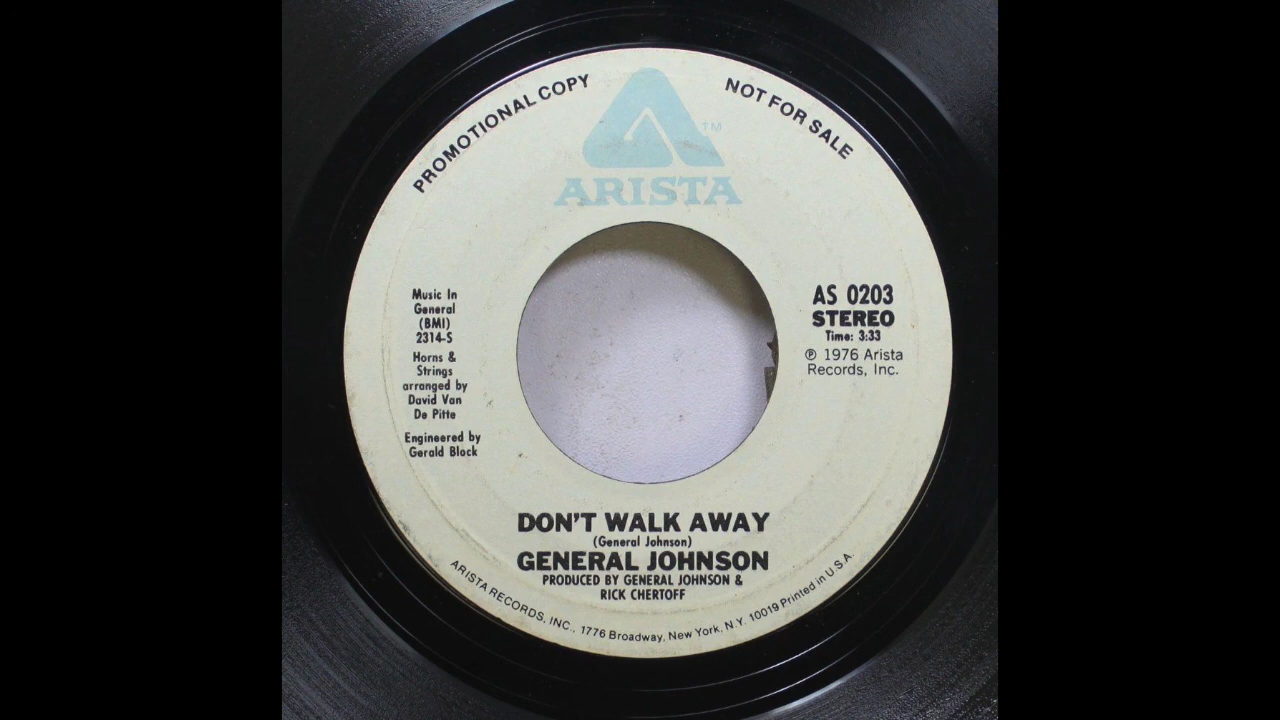 PROMOTIONAL COPY
NOT FOR SALE
TM
ARISTA
Music In
General
(BMI)
2314-S
Horns &
Strings
arranged by
David Van
De Pitte
Engineered by
Gerald Block
AS 0203
STEREO
Time: 3:33
℗ 1976 Arista
Records, Inc.
DON'T WALK AWAY
(General Johnson)
GENERAL JOHNSON
PRODUCED BY GENERAL JOHNSON &
RICK CHERTOFF
ARISTA RECORDS, INC., 1776 Broadway, New York, N.Y. 10019 Printed in U.S.A.